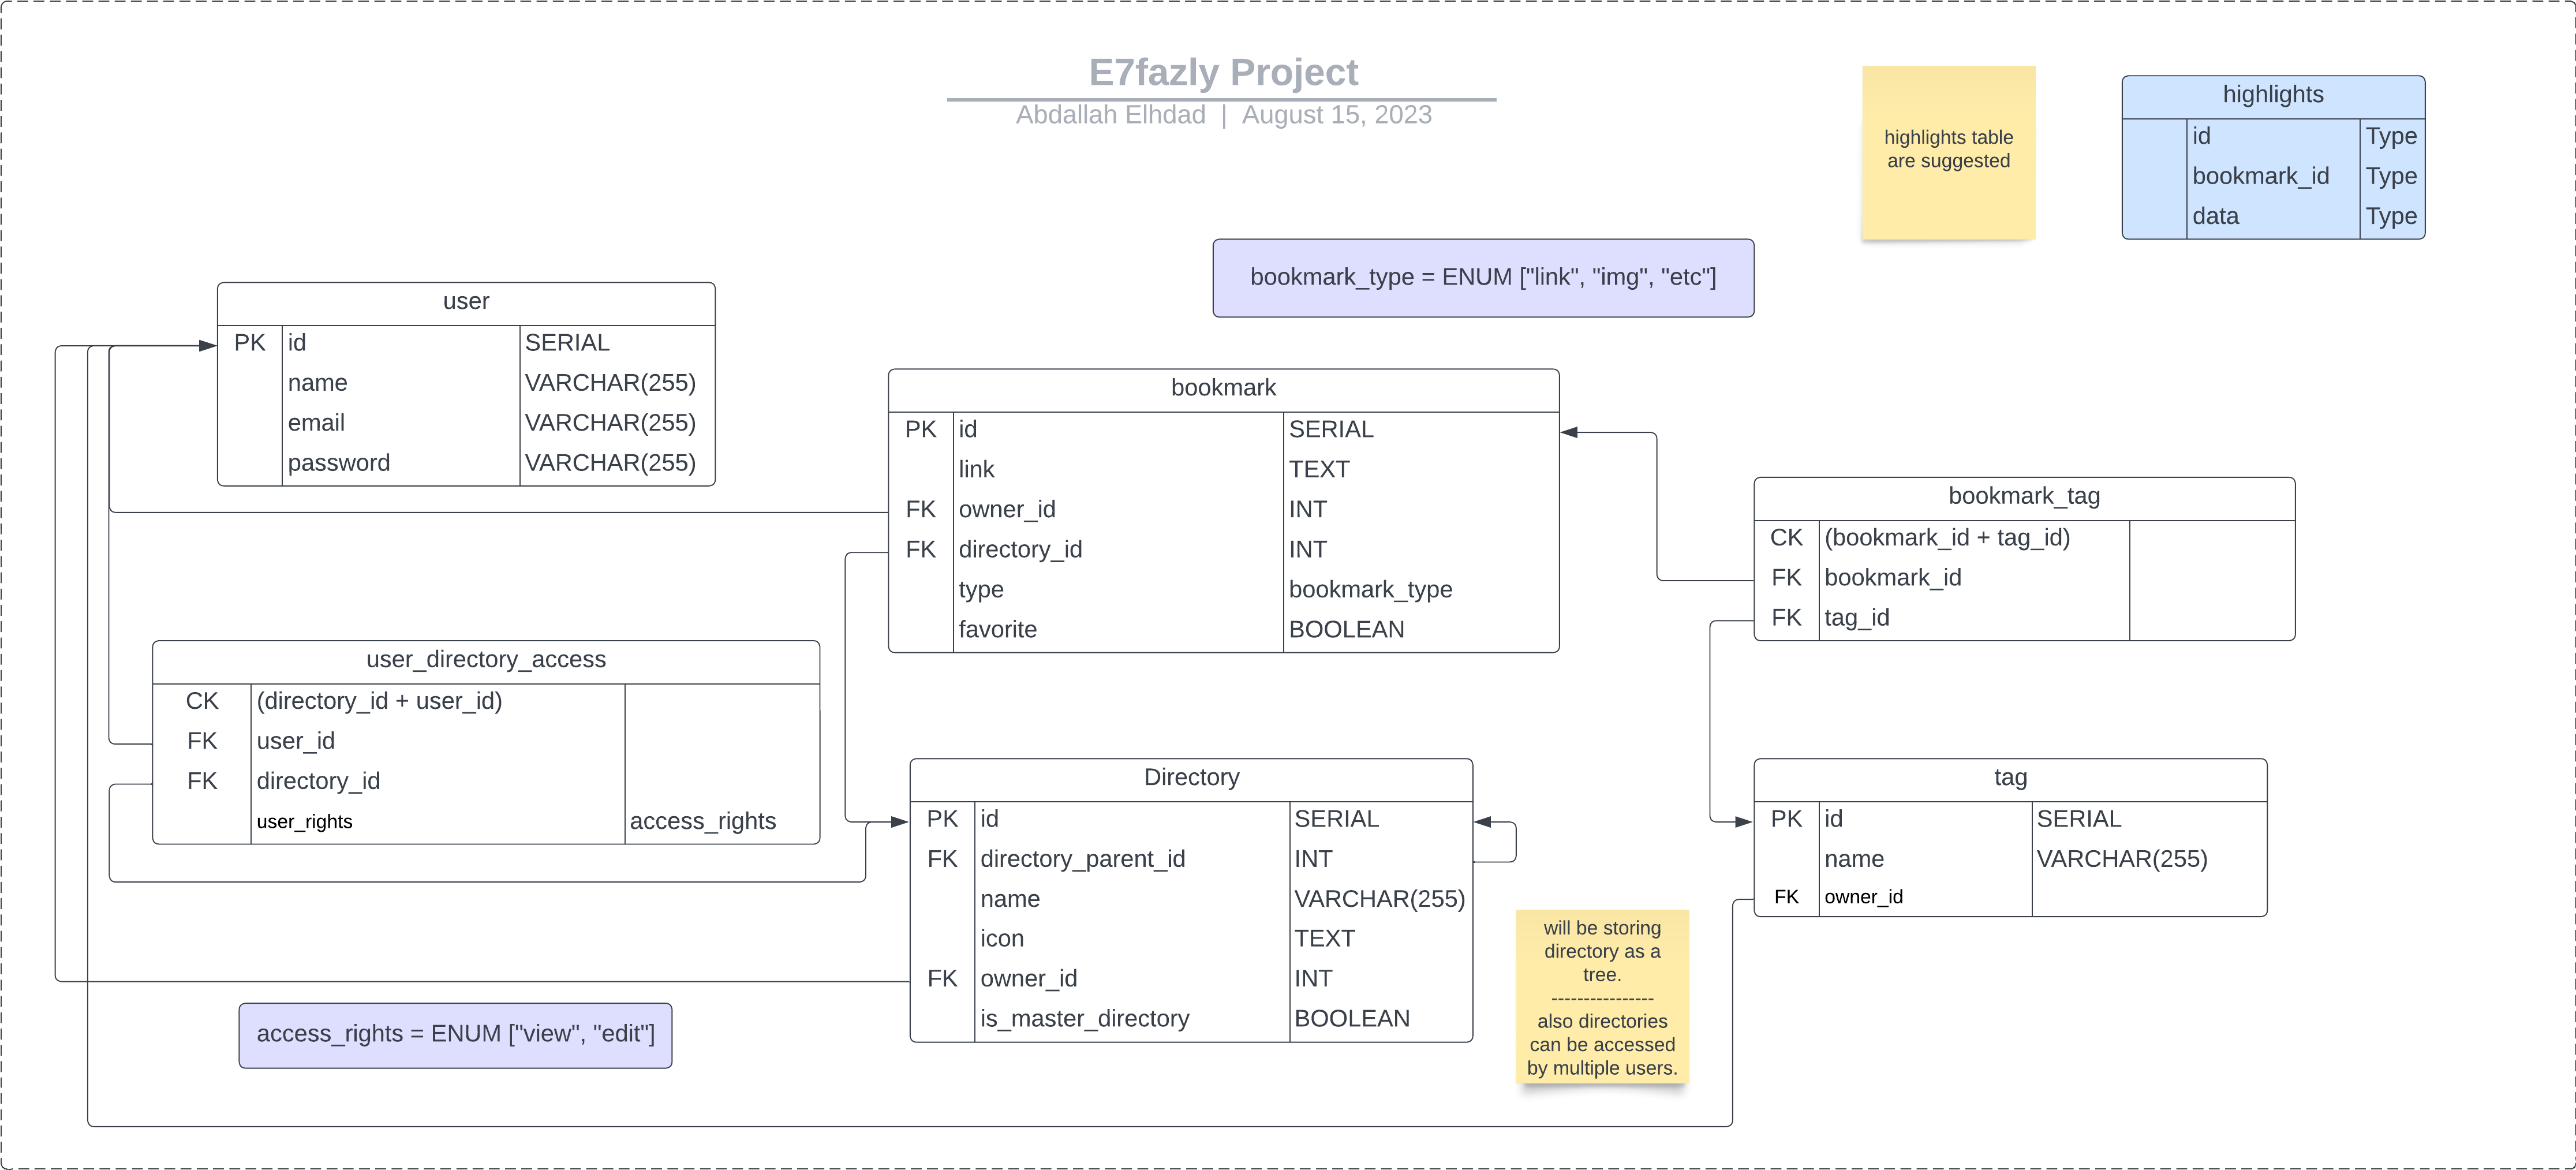 E7fazly Project
Abdallah Elhdad | August 15, 2023
highlights table
are suggested
highlights
id Type
bookmark_id Type
data Type
bookmark_type = ENUM ["link", "img", "etc"]
user
PK id SERIAL
name VARCHAR(255)
email VARCHAR(255)
password VARCHAR(255)
bookmark
PK id SERIAL
link TEXT
FK owner_id INT
FK directory_id INT
type bookmark_type
favorite BOOLEAN
bookmark_tag
CK (bookmark_id + tag_id)
FK bookmark_id
FK tag_id
user_directory_access
CK (directory_id + user_id)
FK user_id
FK directory_id
user_rights access_rights
Directory
PK id SERIAL
FK directory_parent_id INT
name VARCHAR(255)
icon TEXT
FK owner_id INT
is_master_directory BOOLEAN
tag
PK id SERIAL
name VARCHAR(255)
FK owner_id
will be storing
directory as a
tree.
----------------
also directories
can be accessed
by multiple users.
access_rights = ENUM ["view", "edit"]